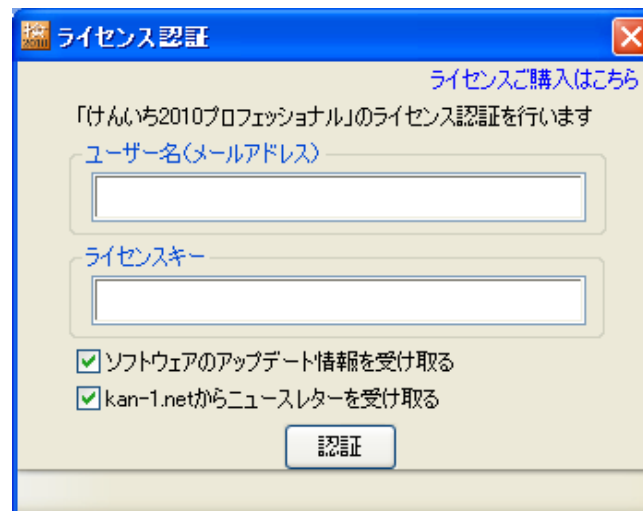 ライセンス認証
ライセンスご購入はこちら
「けんいち2010プロフェッショナル」のライセンス認証を行います
ユーザー名(メールアドレス)
ライセンスキー
ソフトウェアのアップデート情報を受け取る
kan-1.netからニュースレターを受け取る
認証